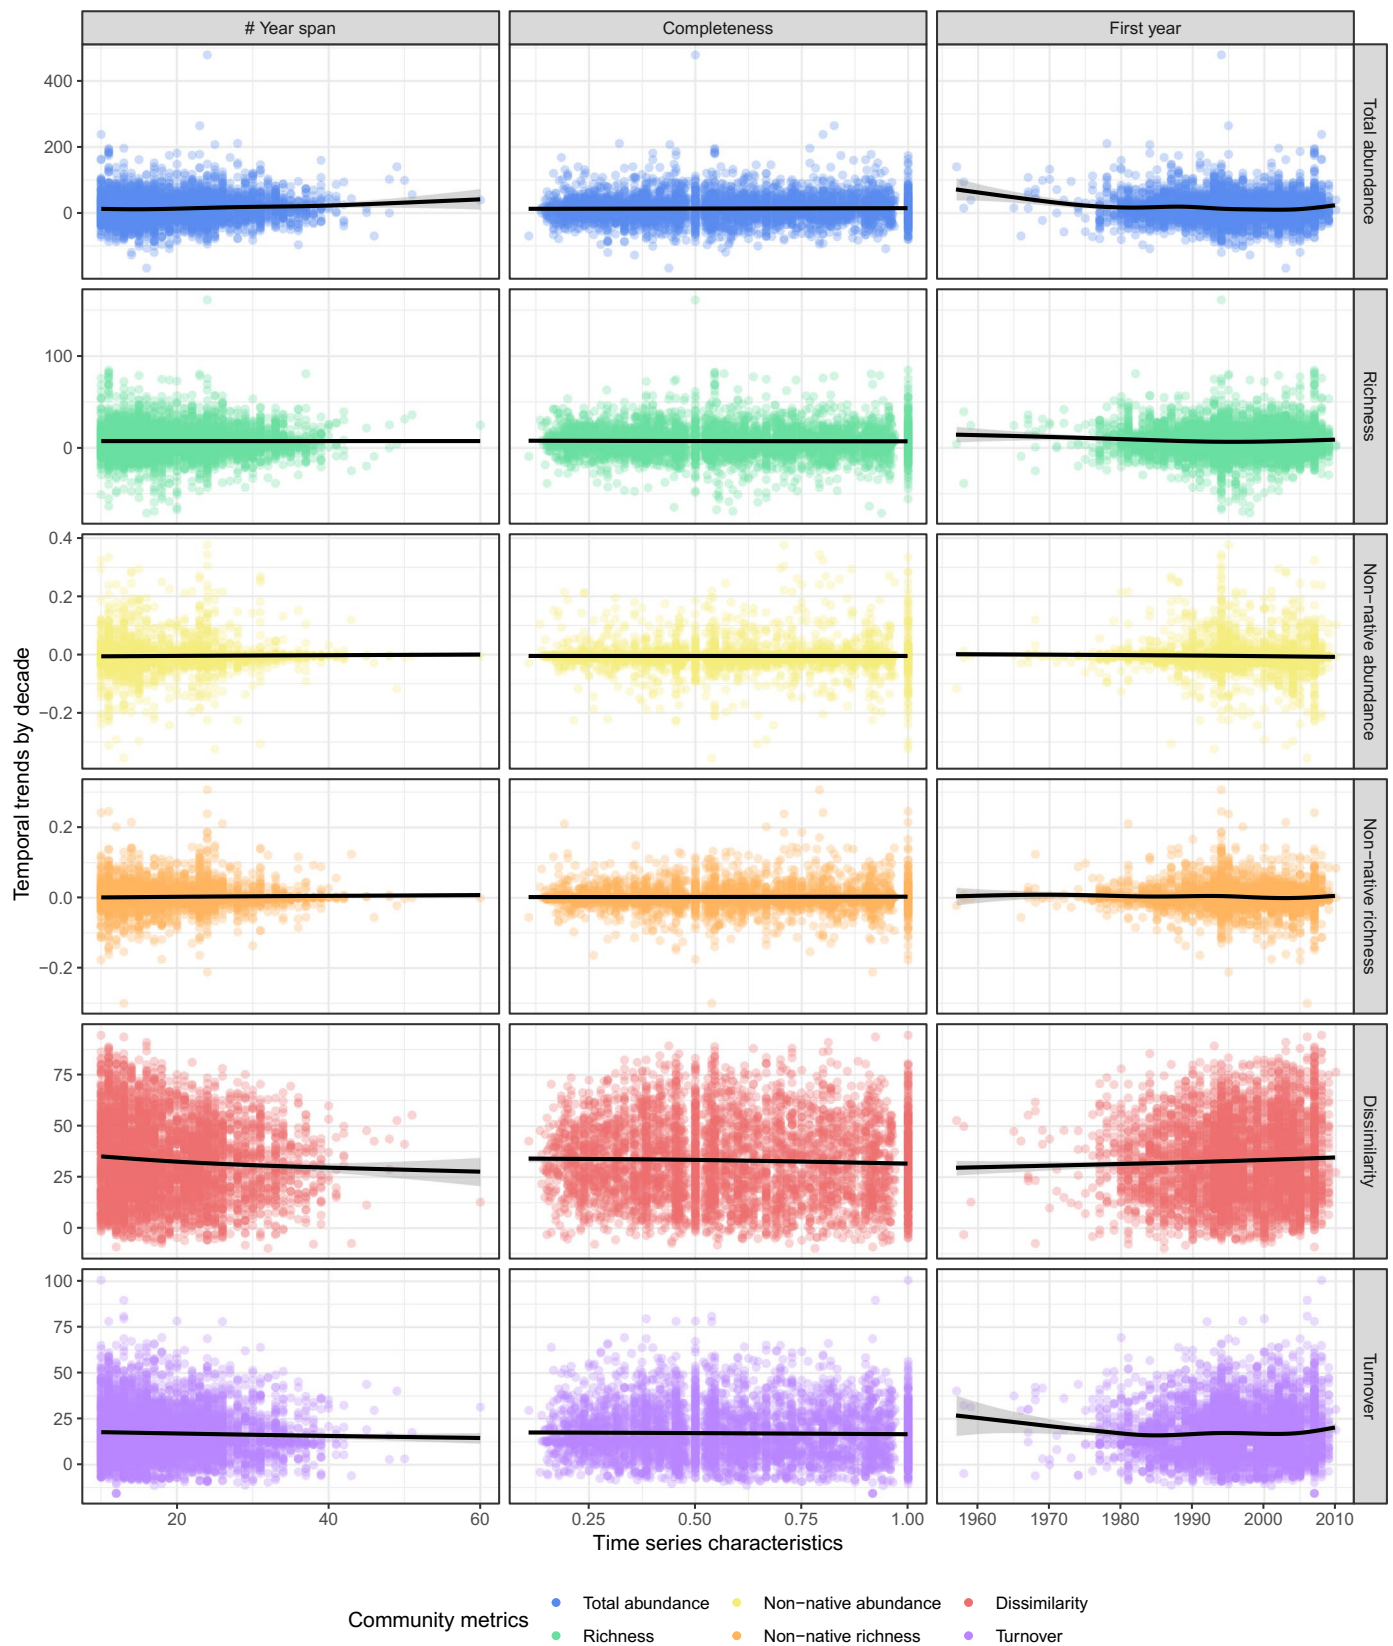 # Year span
Completeness
First year
400
200
0
Total abundance
100
0
Richness
0.4
0.2
0.0
−0.2
Non−native abundance
0.2
0.0
−0.2
Non−native richness
75
50
25
0
Dissimilarity
100
75
50
25
0
Turnover
Temporal trends by decade
20 40 60
0.25 0.50 0.75 1.00
1960 1970 1980 1990 2000 2010
Time series characteristics
Community metrics
Total abundance Non−native abundance Dissimilarity
Richness Non−native richness Turnover